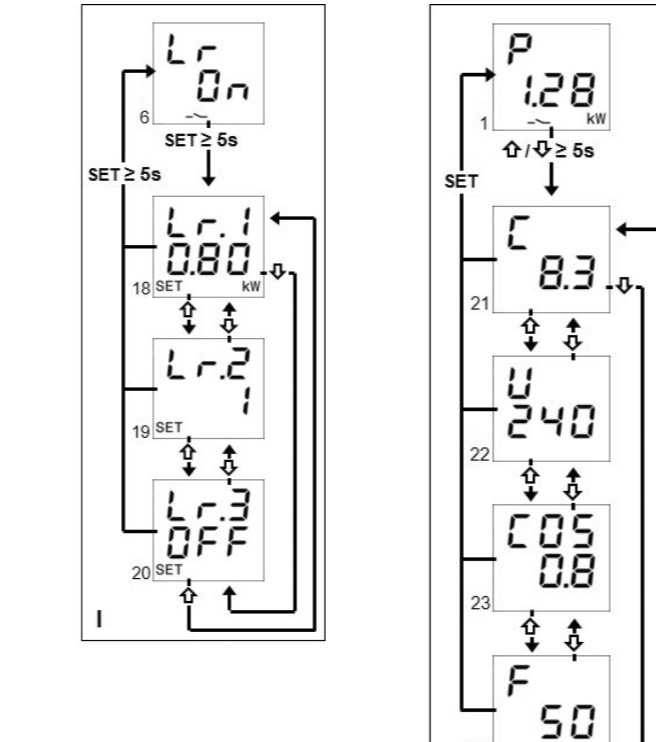 Lr
On
6
SET ≥ 5s
SET ≥ 5s
Lr.1
0.80
18 SET kW
Lr.2
1
19 SET
Lr.3
OFF
20 SET
I
P
1.28
1 kW
/ ≥ 5s
SET
C
8.3
21
U
240
22
COS
0.8
23
F
50